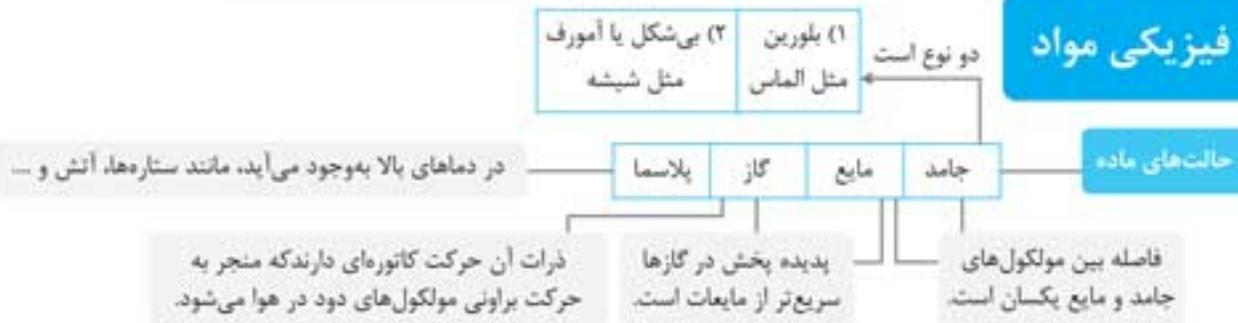 فیزیکی مواد
دو نوع است
۱) بلورین
مثل الماس
۲) بی‌شکل یا آمورف
مثل شیشه
حالت‌های ماده
جامد
مایع
گاز
پلاسما
در دماهای بالا به‌وجود می‌آید، مانند ستاره‌ها، آتش و ...
فاصله بین مولکول‌های
جامد و مایع یکسان است.
پدیده پخش در گازها
سریع‌تر از مایعات است.
ذرات آن حرکت کاتوره‌ای دارندکه منجر به
حرکت براونی مولکول‌های دود در هوا می‌شود.